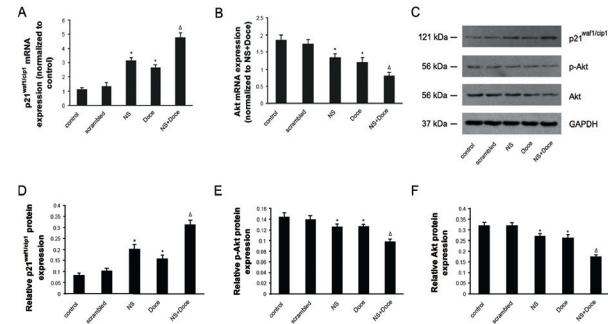 A
p21waf1/cip1 mRNA
expression (normalized to
control)
6
5
4
3
2
1
0
*
*
Δ
control
scrambled
NS
Doce
NS+Doce
B
Akt mRNA expression
(normalized to NS+Doce)
2.5
2
1.5
1
0.5
0
*
*
Δ
control
scrambled
NS
Doce
NS+Doce
C
121 kDa
p21waf1/cip1
56 kDa
p-Akt
56 kDa
Akt
37 kDa
GAPDH
control
scrambled
NS
Doce
NS+Doce
D
Relative p21waf1/cip1 protein
expression
0.4
0.35
0.3
0.25
0.2
0.15
0.1
0.05
0
*
*
Δ
control
scrambled
NS
Doce
NS+Doce
E
Relative p-Akt protein
expression
0.16
0.14
0.12
0.1
0.08
0.06
0.04
0.02
0
*
*
Δ
control
scrambled
NS
Doce
NS+Doce
F
Relative Akt protein
expression
0.4
0.35
0.3
0.25
0.2
0.15
0.1
0.05
0
*
*
Δ
control
scrambled
NS
Doce
NS+Doce